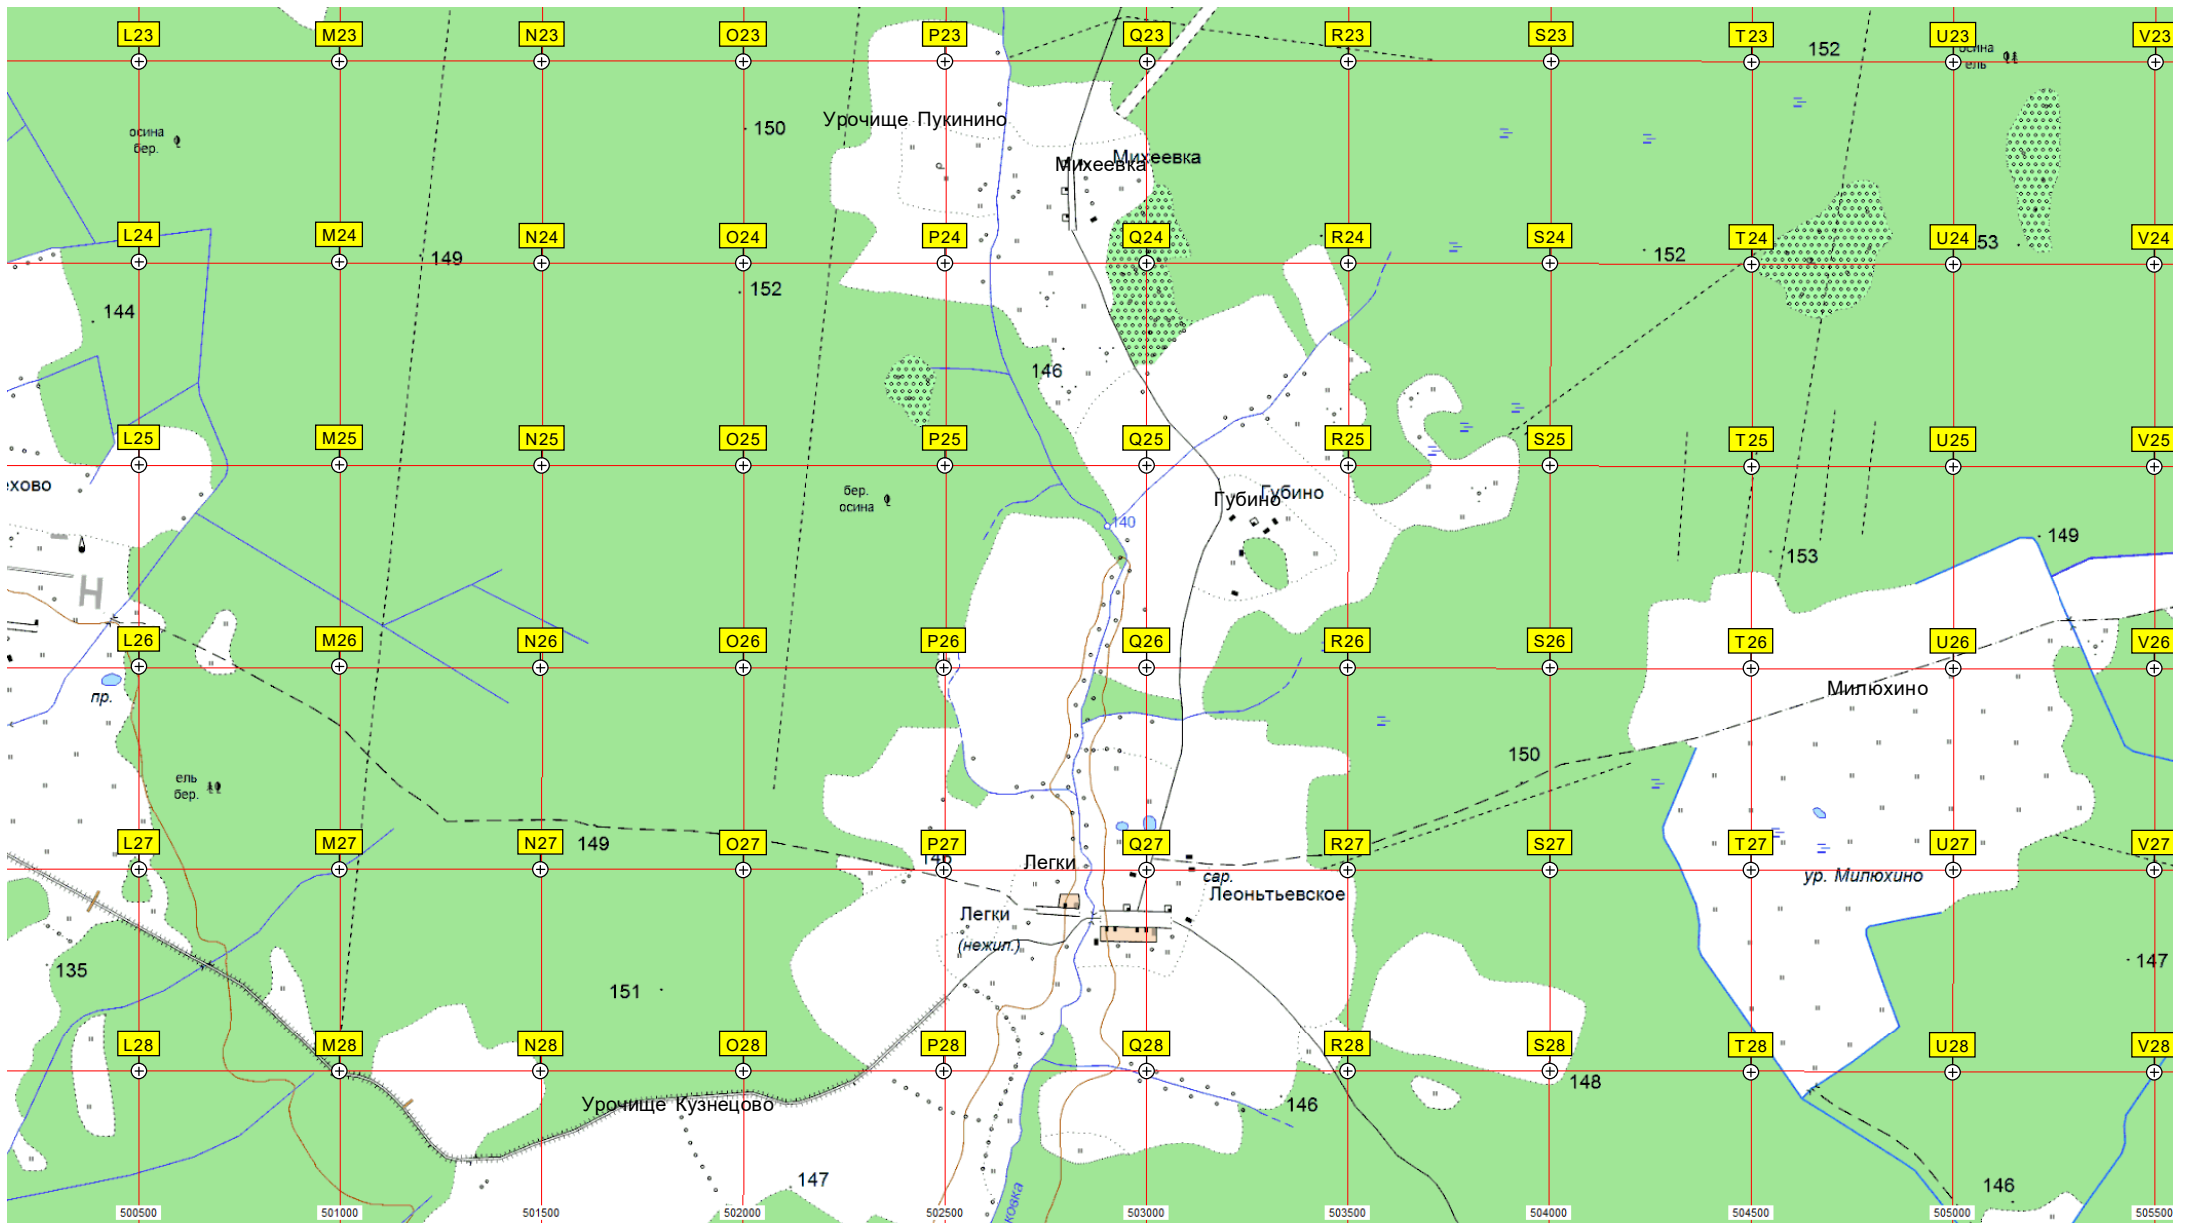 L23 M23 N23 O23 P23 Q23 R23 S23 T23 U23 V23
152
ель
осина
бер.
150
Урочище Пукинино
Михеевка
Михеевка
L24 M24 N24 O24 P24 Q24 R24 S24 T24 U24 V24
149
152
53
152
144
146
L25 M25 N25 O25 P25 Q25 R25 S25 T25 U25 V25
ехово
бер.
осина
Губино
Губино
140
149
153
Н
L26 M26 N26 O26 P26 Q26 R26 S26 T26 U26 V26
пр.
Милюхино
150
ель
бер.
L27 M27 N27 O27 P27 Q27 R27 S27 T27 U27 V27
149
Легки
сар.
ур. Милюхино
Леонтьевское
Легки
(нежил.)
135
147
151
L28 M28 N28 O28 P28 Q28 R28 S28 T28 U28 V28
148
Урочище Кузнецово
146
147
146
ковка
500500 501000 501500 502000 502500 503000 503500 504000 504500 505000 505500